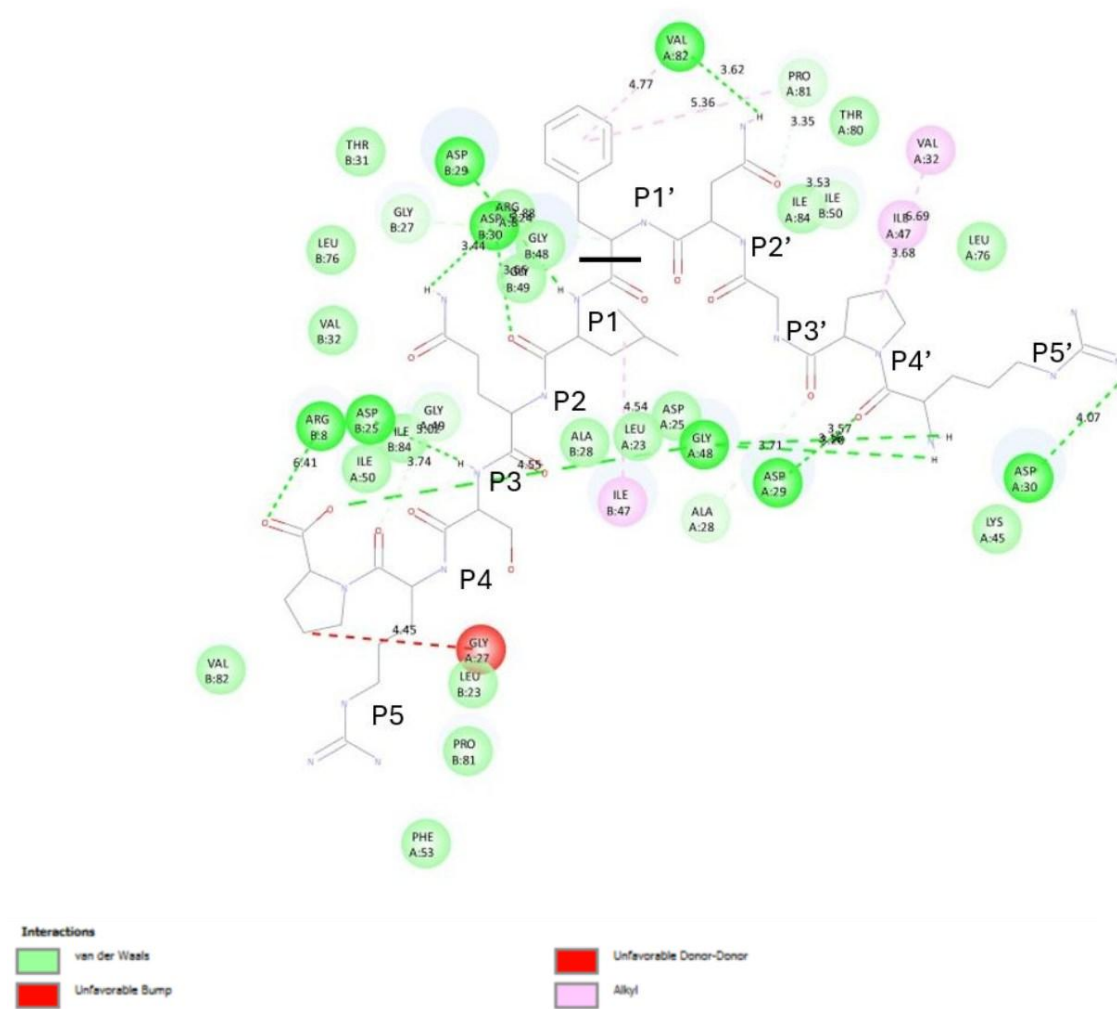 VAL
A:82
4.77
3.62
PRO
A:81
5.36
3.35
THR
A:80
THR
B:31
ASP
B:29
VAL
A:32
GLY
B:27
ASP
B:30
ARG
A:8
P1'
3.53
ILE
A:84
ILE
B:50
ILE
A:47
6.69
LEU
B:76
3.44
GLY
B:48
P2'
3.68
LEU
A:76
GLY
B:49
VAL
B:32
P1
P3'
P4'
P5'
P2
ARG
B:8
ASP
B:25
GLY
A:49
ILE
B:84
4.54
ASP
A:25
ALA
B:28
LEU
A:23
GLY
A:48
3.57
4.07
6.41
ILE
A:50
3.74
4.55
3.71
P3
ILE
B:47
ASP
A:29
ASP
A:30
ALA
A:28
LYS
A:45
P4
4.45
GLY
A:27
VAL
B:82
LEU
B:23
P5
PRO
B:81
PHE
A:53
H
N
O
Interactions
van der Waals
Unfavorable Donor-Donor
Unfavorable Bump
Alkyl